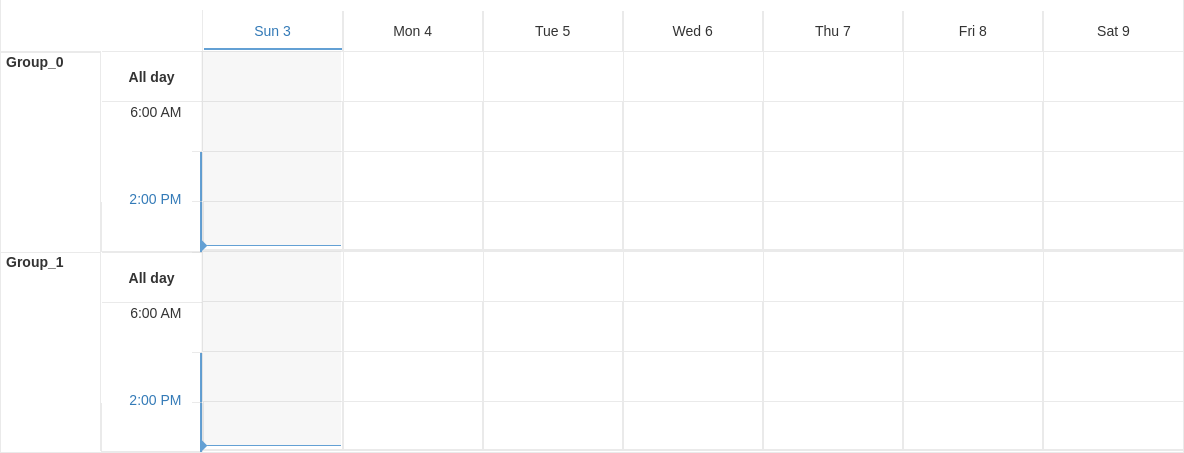 Sun 3 Mon 4 Tue 5 Wed 6 Thu 7 Fri 8 Sat 9
Group_0
All day
6:00 AM
2:00 PM
Group_1
All day
6:00 AM
2:00 PM